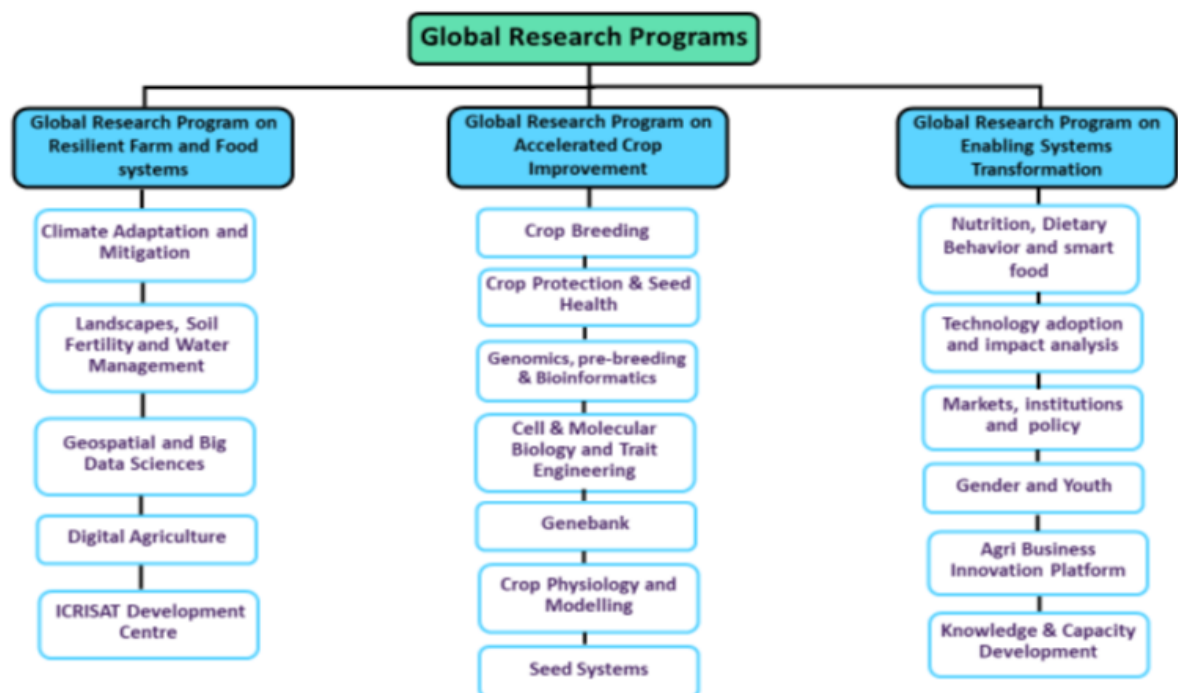 Global Research Programs
Global Research Program on
Resilient Farm and Food
systems
Climate Adaptation and
Mitigation
Landscapes, Soil
Fertility and Water
Management
Geospatial and Big
Data Sciences
Digital Agriculture
ICRISAT Development
Centre
Global Research Program on
Accelerated Crop
Improvement
Crop Breeding
Crop Protection & Seed
Health
Genomics, pre-breeding
& Bioinformatics
Cell & Molecular
Biology and Trait
Engineering
Genebank
Crop Physiology and
Modelling
Seed Systems
Global Research Program on
Enabling Systems
Transformation
Nutrition, Dietary
Behavior and smart
food
Technology adoption
and impact analysis
Markets, institutions
and policy
Gender and Youth
Agri Business
Innovation Platform
Knowledge & Capacity
Development